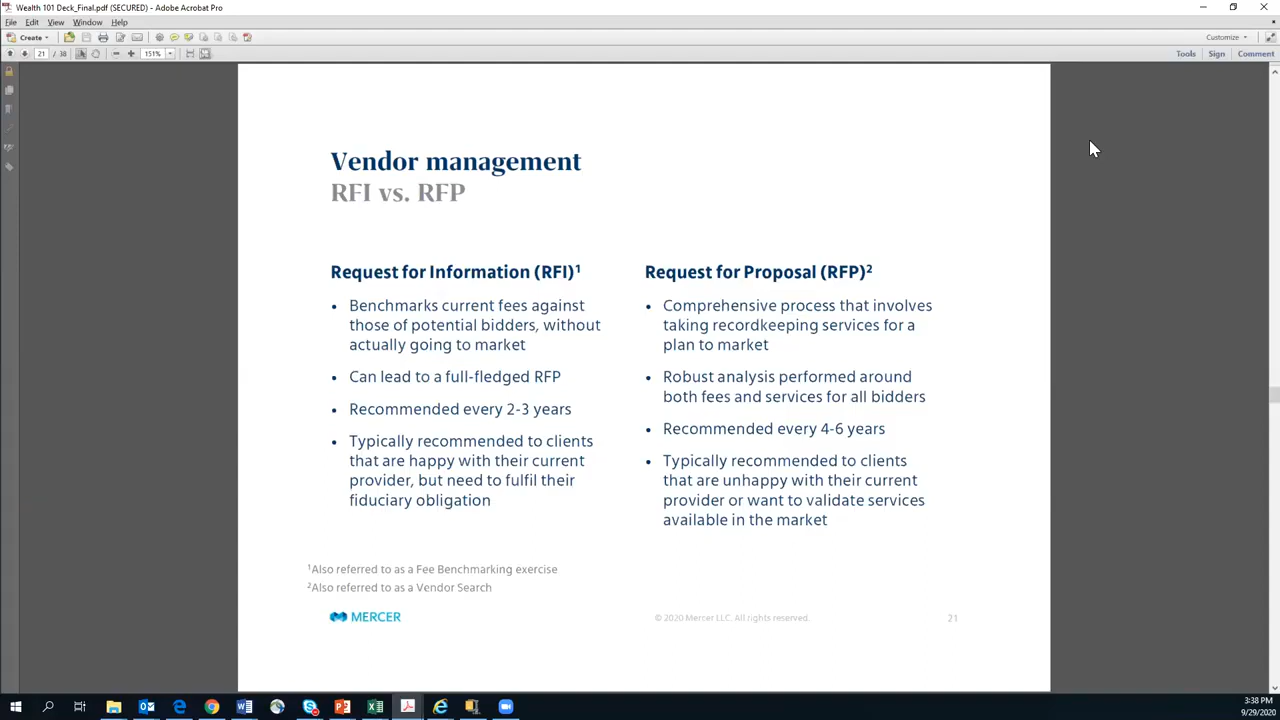 Wealth 101 Deck_Final.pdf (SECURED) - Adobe Acrobat Pro
File Edit View Window Help
Create Customize
21 / 38 151% Tools Sign Comment
Vendor management
RFI vs. RFP
Request for Information (RFI)¹
• Benchmarks current fees against
those of potential bidders, without
actually going to market
• Can lead to a full-fledged RFP
• Recommended every 2-3 years
• Typically recommended to clients
that are happy with their current
provider, but need to fulfil their
fiduciary obligation
Request for Proposal (RFP)²
• Comprehensive process that involves
taking recordkeeping services for a
plan to market
• Robust analysis performed around
both fees and services for all bidders
• Recommended every 4-6 years
• Typically recommended to clients
that are unhappy with their current
provider or want to validate services
available in the market
¹Also referred to as a Fee Benchmarking exercise
²Also referred to as a Vendor Search
MERCER
© 2020 Mercer LLC. All rights reserved.
21
3:38 PM
9/29/2020